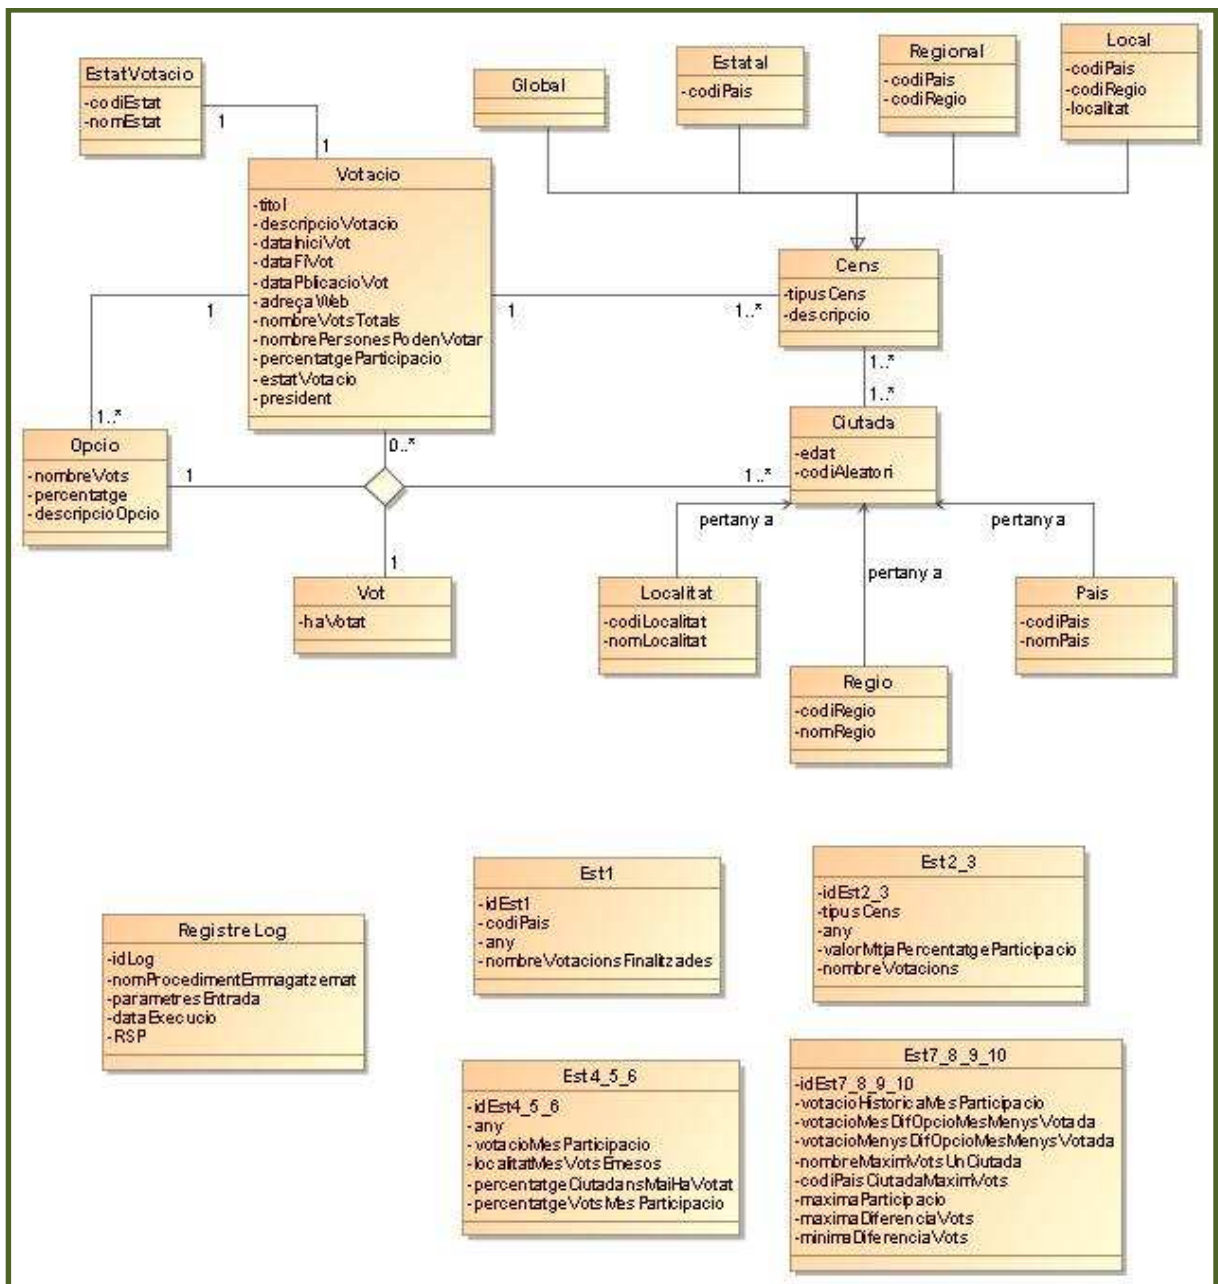 EstatVotacio
-codiEstat
-nomEstat
1
1
Global
Estatal
-codiPais
Regional
-codiPais
-codiRegio
Local
-codiPais
-codiRegio
-localitat
Votacio
-titol
-descripcioVotacio
-dataIniciVot
-dataFiVot
-dataPblicacioVot
-adreçaWeb
-nombreVotsTotals
-nombrePersonesPodenVotar
-percentatgeParticipacio
-estatVotacio
-president
1
1..*
1
1..*
Cens
-tipusCens
-descripcio
1..*
1..*
Opcio
-nombreVots
-percentatge
-descripcioOpcio
1
0..*
1..*
1
Ciutada
-edat
-codiAleatori
pertany a
pertany a
pertany a
Vot
-haVotat
Localitat
-codiLocalitat
-nomLocalitat
Regio
-codiRegio
-nomRegio
Pais
-codiPais
-nomPais
RegistreLog
-idLog
-nomProcedimentEmmagatzemat
-parametresEntrada
-dataExecucio
-RSP
Est1
-idEst1
-codiPais
-any
-nombreVotacionsFinalitzades
Est2_3
-idEst2_3
-tipusCens
-any
-valorMtjaPercentatgeParticipacio
-nombreVotacions
Est4_5_6
-idEst4_5_6
-any
-votacioMesParticipacio
-localitatMesVotsEmesos
-percentatgeCiutadansMaiHaVotat
-percentatgeVotsMesParticipacio
Est7_8_9_10
-idEst7_8_9_10
-votacioHistoricaMesParticipacio
-votacioMesDifOpcioMesMenysVotada
-votacioMenysDifOpcioMesMenysVotada
-nombreMaximVotsUnCiutada
-codiPaisCiutadaMaximVots
-maximaParticipacio
-maximaDiferenciaVots
-minimaDiferenciaVots